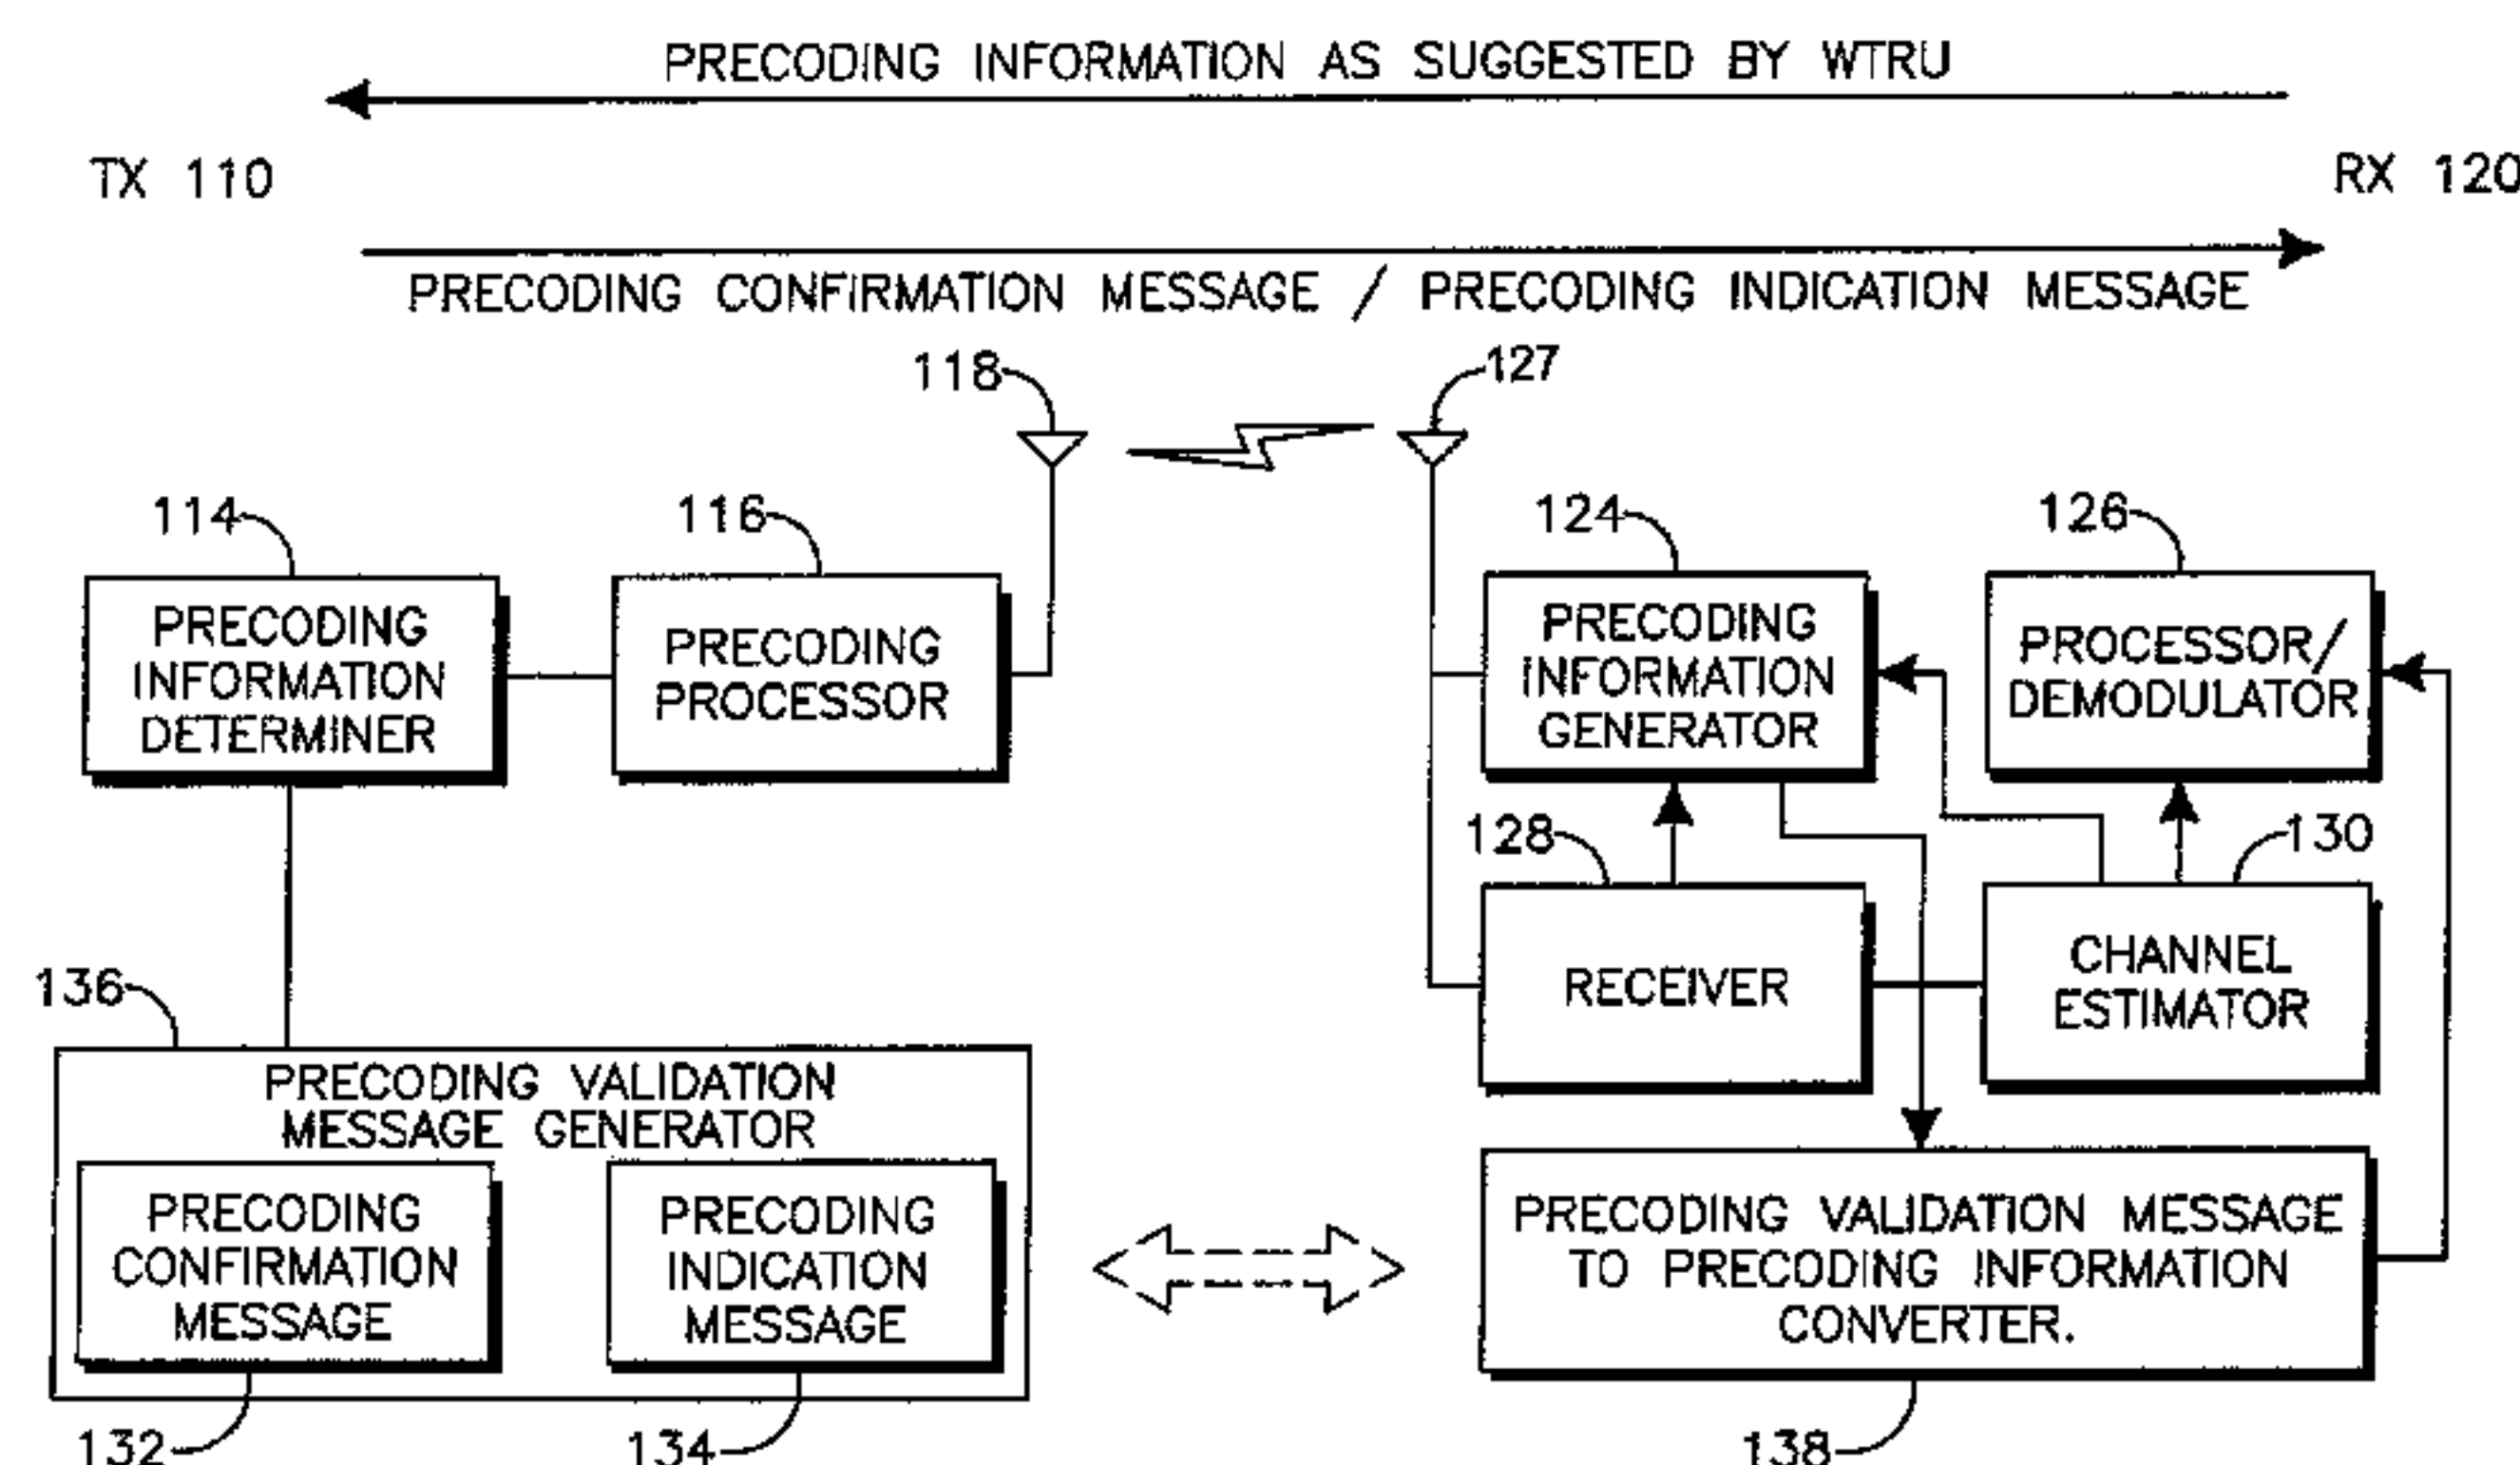 PRECODING INFORMATION AS SUGGESTED BY WTRU
TX 110
RX 120
PRECODING CONFIRMATION MESSAGE / PRECODING INDICATION MESSAGE
118
127
114
116
124
126
PRECODING
INFORMATION
DETERMINER
PRECODING
PROCESSOR
PRECODING
INFORMATION
GENERATOR
PROCESSOR/
DEMODULATOR
128
130
RECEIVER
CHANNEL
ESTIMATOR
136
PRECODING VALIDATION
MESSAGE GENERATOR
PRECODING
CONFIRMATION
MESSAGE
PRECODING
INDICATION
MESSAGE
PRECODING VALIDATION MESSAGE
TO PRECODING INFORMATION
CONVERTER.
132
134
138